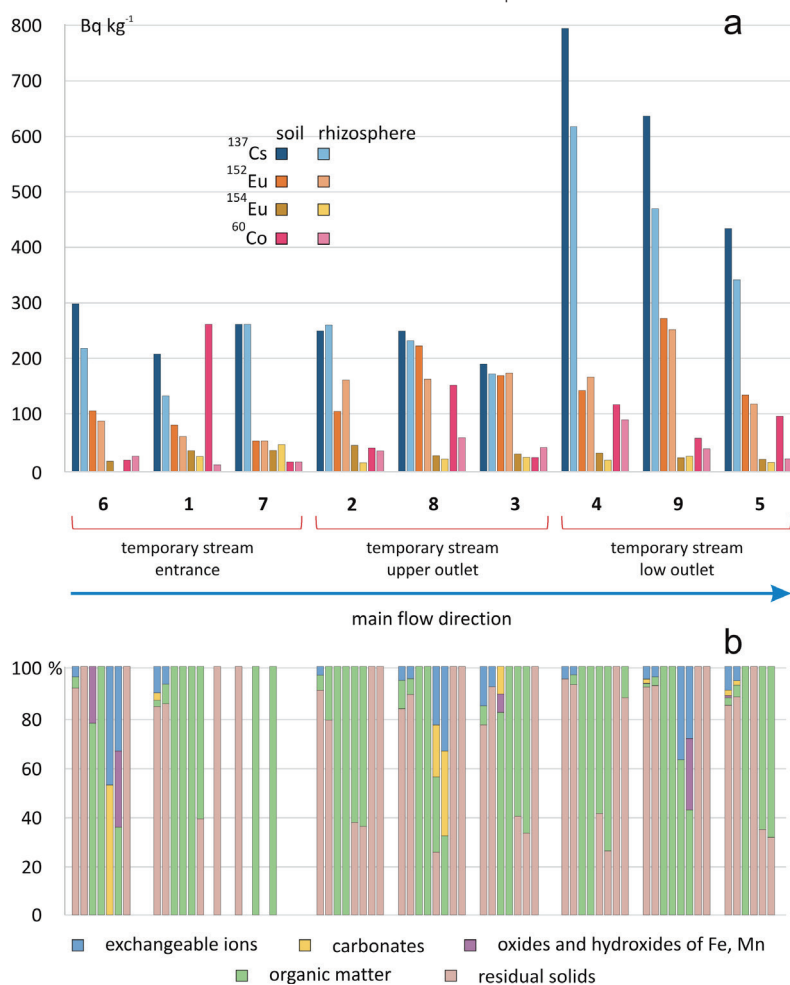 Bq kg⁻¹
a
800
700
600
500
400
300
200
100
0
soil rhizosphere
¹³⁷Cs
¹⁵²Eu
¹⁵⁴Eu
⁶⁰Co
6 1 7 2 8 3 4 9 5
temporary stream entrance
temporary stream upper outlet
temporary stream low outlet
main flow direction
b
100 %
80
60
40
20
0
exchangeable ions carbonates oxides and hydroxides of Fe, Mn
organic matter residual solids